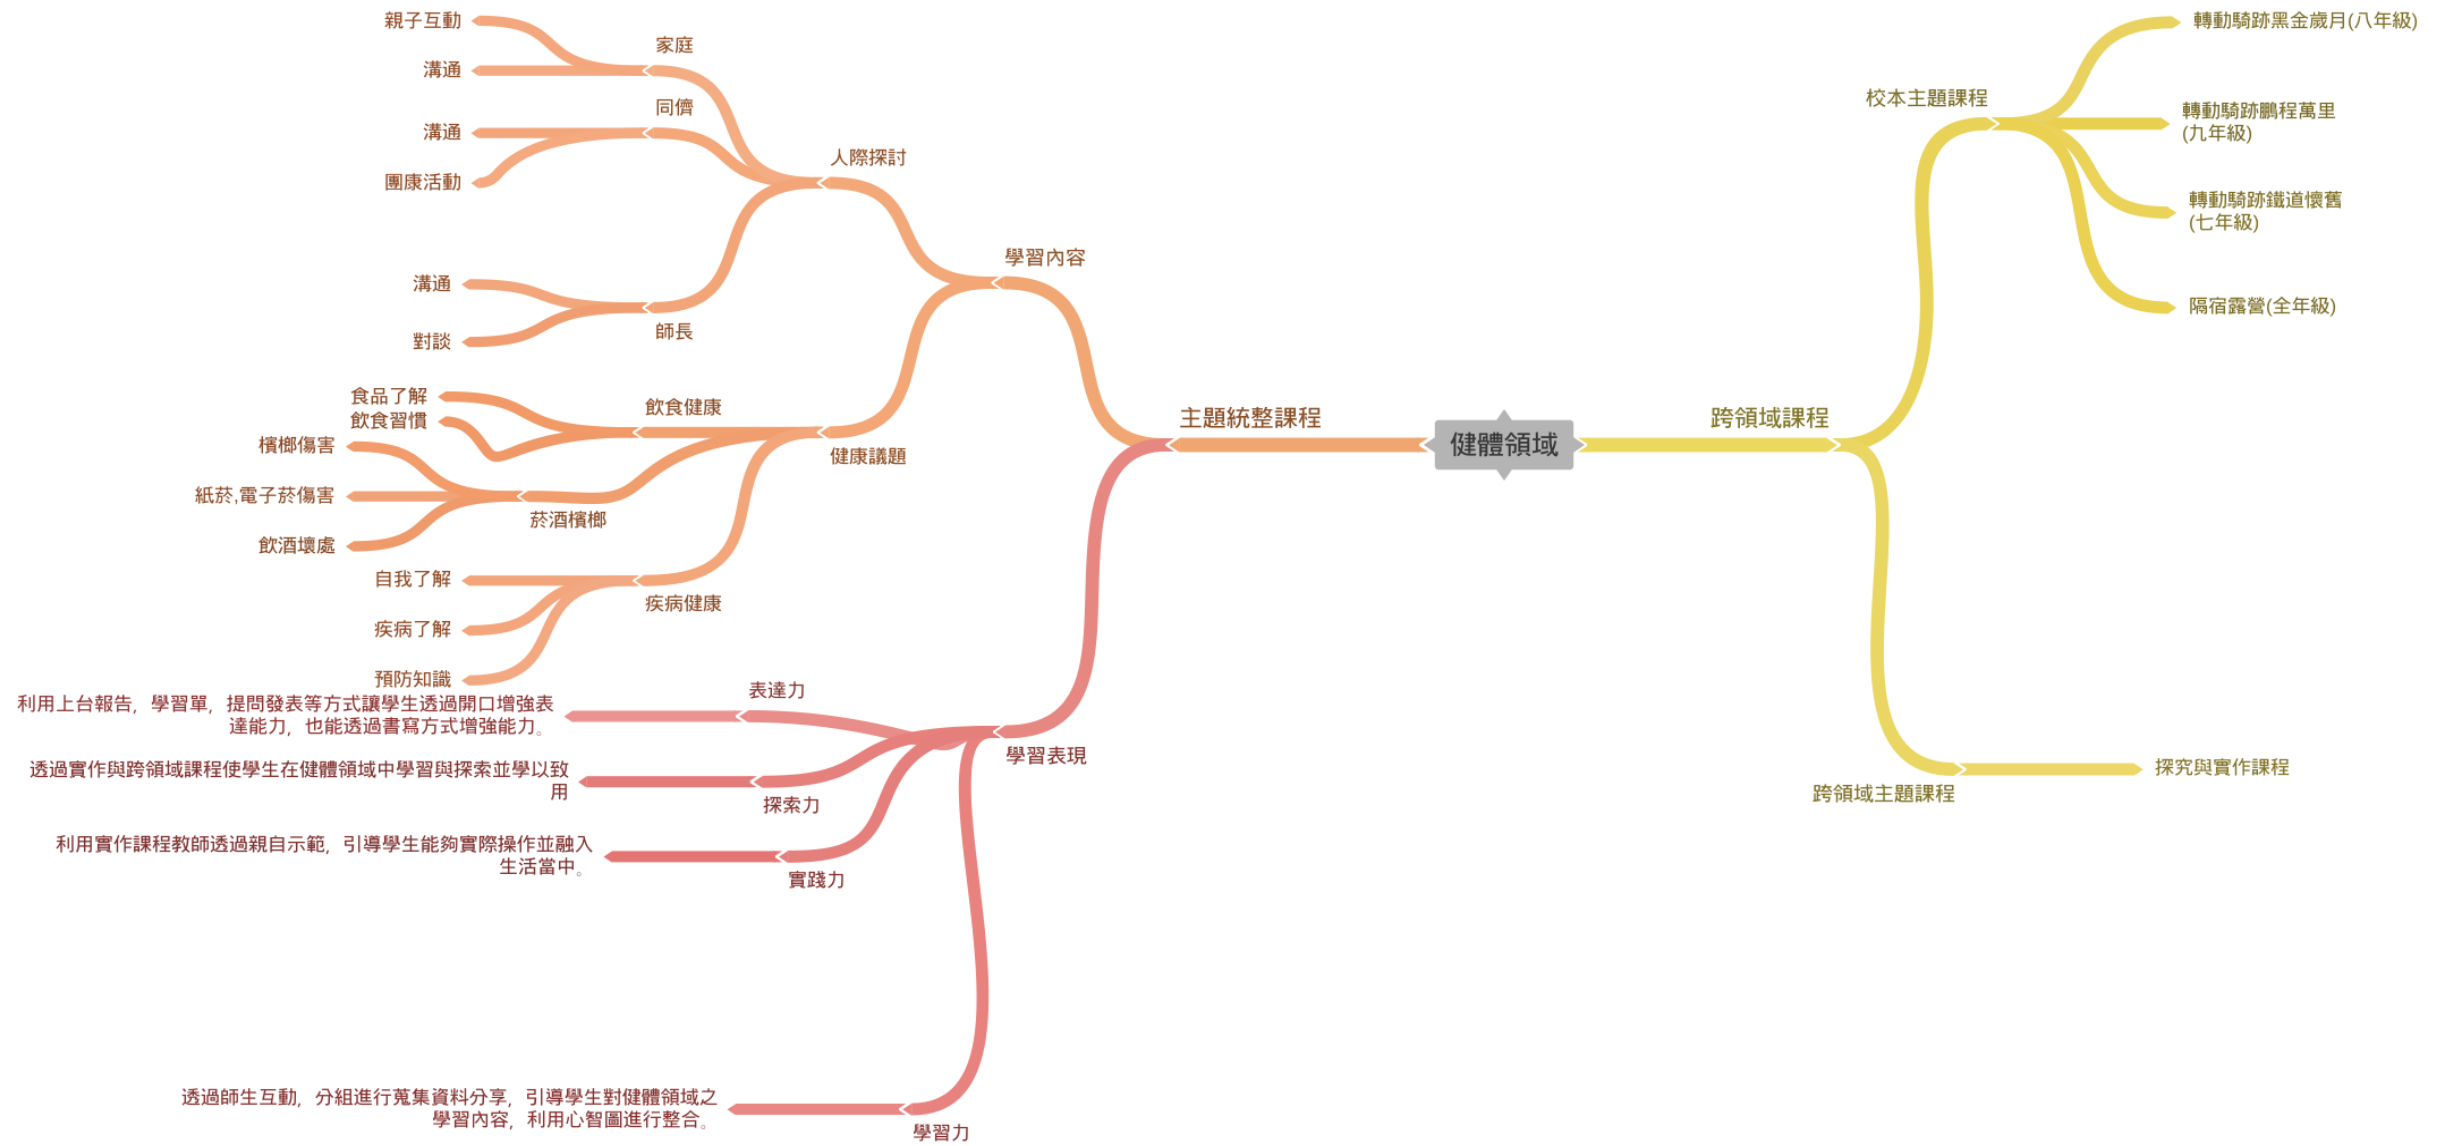 健體領域
主題統整課程
學習內容
人際探討
家庭
親子互動
溝通
同儕
溝通
團康活動
師長
溝通
對談
健康議題
飲食健康
食品了解
飲食習慣
菸酒檳榔
檳榔傷害
紙菸,電子菸傷害
飲酒壞處
疾病健康
自我了解
疾病了解
預防知識
學習表現
表達力
利用上台報告，學習單，提問發表等方式讓學生透過開口增強表
達能力，也能透過書寫方式增強能力。
探索力
透過實作與跨領域課程使學生在健體領域中學習與探索並學以致
用
實踐力
利用實作課程教師透過親自示範，引導學生能夠實際操作並融入
生活當中。
學習力
透過師生互動，分組進行蒐集資料分享，引導學生對健體領域之
學習內容，利用心智圖進行整合。
跨領域課程
校本主題課程
轉動騎跡黑金歲月(八年級)
轉動騎跡鵬程萬里
(九年級)
轉動騎跡鐵道懷舊
(七年級)
隔宿露營(全年級)
跨領域主題課程
探究與實作課程